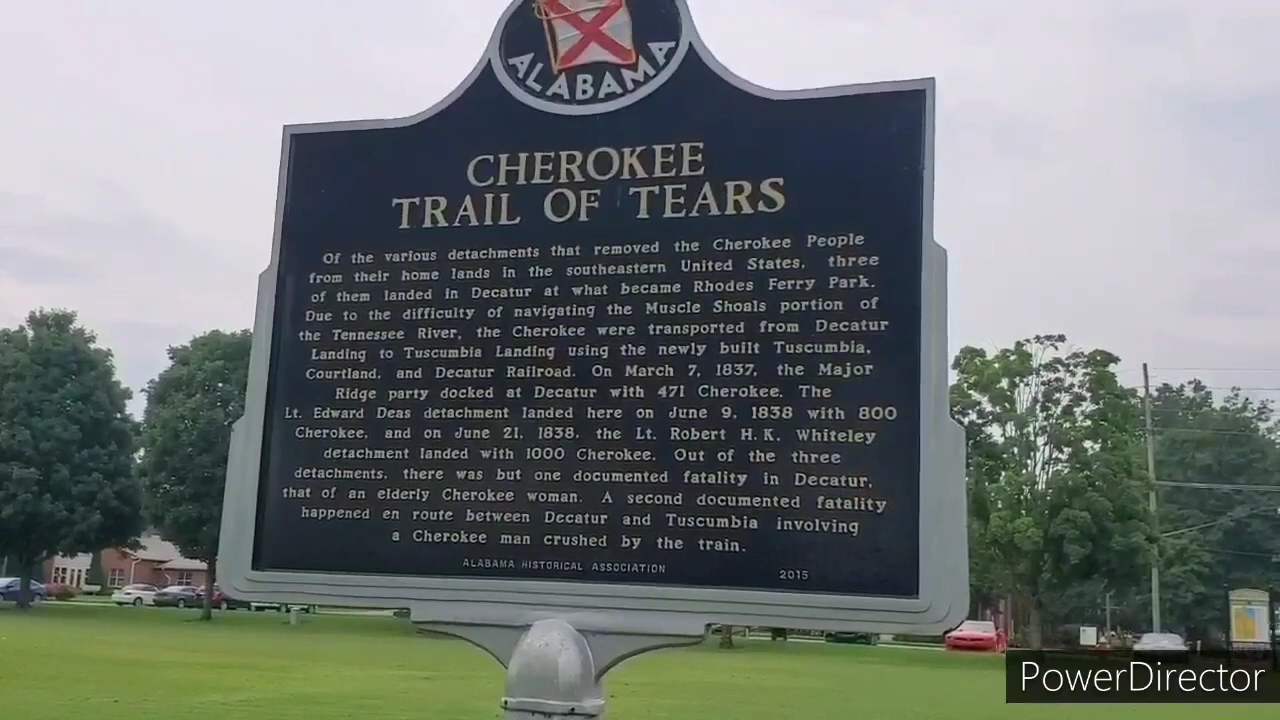 ALABAMA
CHEROKEE
TRAIL OF TEARS
Of the various detachments that removed the Cherokee People
from their home lands in the southeastern United States, three
of them landed in Decatur at what became Rhodes Ferry Park.
Due to the difficulty of navigating the Muscle Shoals portion of
the Tennessee River, the Cherokee were transported from Decatur
Landing to Tuscumbia Landing using the newly built Tuscumbia,
Courtland, and Decatur Railroad. On March 7, 1837, the Major
Ridge party docked at Decatur with 471 Cherokee. The
Lt. Edward Deas detachment landed here on June 9, 1838 with 800
Cherokee, and on June 21, 1838, the Lt. Robert H.K. Whiteley
detachment landed with 1000 Cherokee. Out of the three
detachments, there was but one documented fatality in Decatur,
that of an elderly Cherokee woman. A second documented fatality
happened en route between Decatur and Tuscumbia involving
a Cherokee man crushed by the train.
ALABAMA HISTORICAL ASSOCIATION 2015
PowerDirector